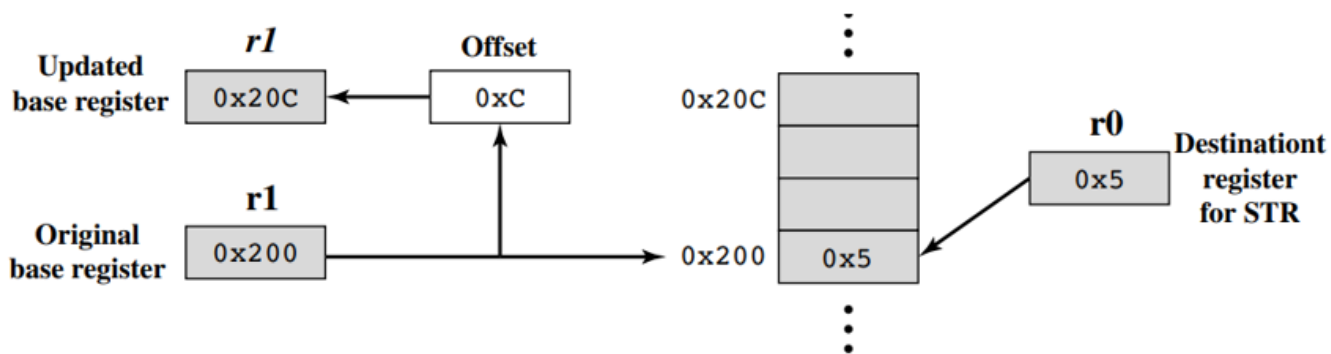 r1
Offset
Updated
base register
0x20C
0xC
0x20C
r0
Destinationt
register
for STR
0x5
r1
Original
base register
0x200
0x200
0x5